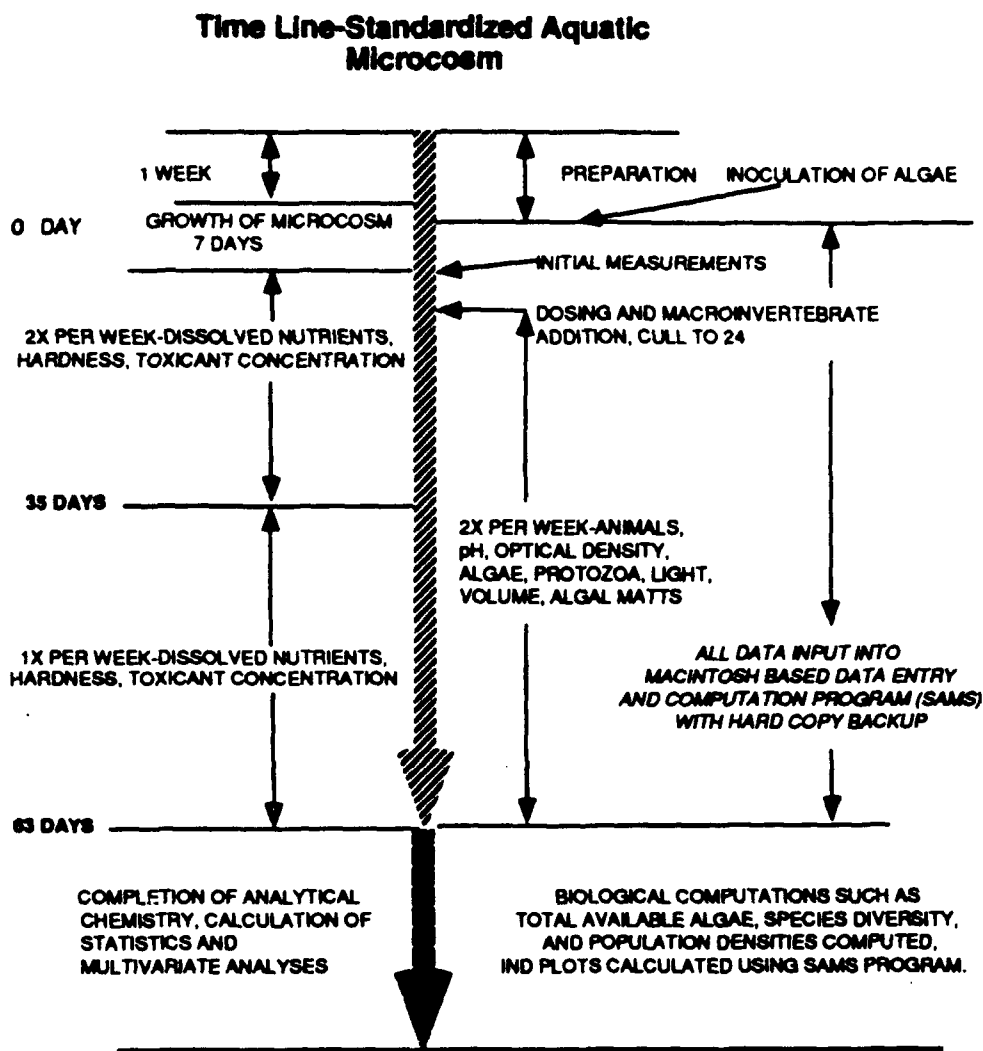 Time Line-Standardized Aquatic
Microcosm
1 WEEK
PREPARATION
INOCULATION OF ALGAE
0 DAY
GROWTH OF MICROCOSM
7 DAYS
INITIAL MEASUREMENTS
DOSING AND MACROINVERTEBRATE
ADDITION, CULL TO 24
2X PER WEEK-DISSOLVED NUTRIENTS,
HARDNESS, TOXICANT CONCENTRATION
35 DAYS
2X PER WEEK-ANIMALS,
pH, OPTICAL DENSITY,
ALGAE, PROTOZOA, LIGHT,
VOLUME, ALGAL MATTS
1X PER WEEK-DISSOLVED NUTRIENTS,
HARDNESS, TOXICANT CONCENTRATION
ALL DATA INPUT INTO
MACINTOSH BASED DATA ENTRY
AND COMPUTATION PROGRAM (SAMS)
WITH HARD COPY BACKUP
63 DAYS
COMPLETION OF ANALYTICAL
CHEMISTRY, CALCULATION OF
STATISTICS AND
MULTIVARIATE ANALYSES
BIOLOGICAL COMPUTATIONS SUCH AS
TOTAL AVAILABLE ALGAE, SPECIES DIVERSITY,
AND POPULATION DENSITIES COMPUTED,
IND PLOTS CALCULATED USING SAMS PROGRAM.